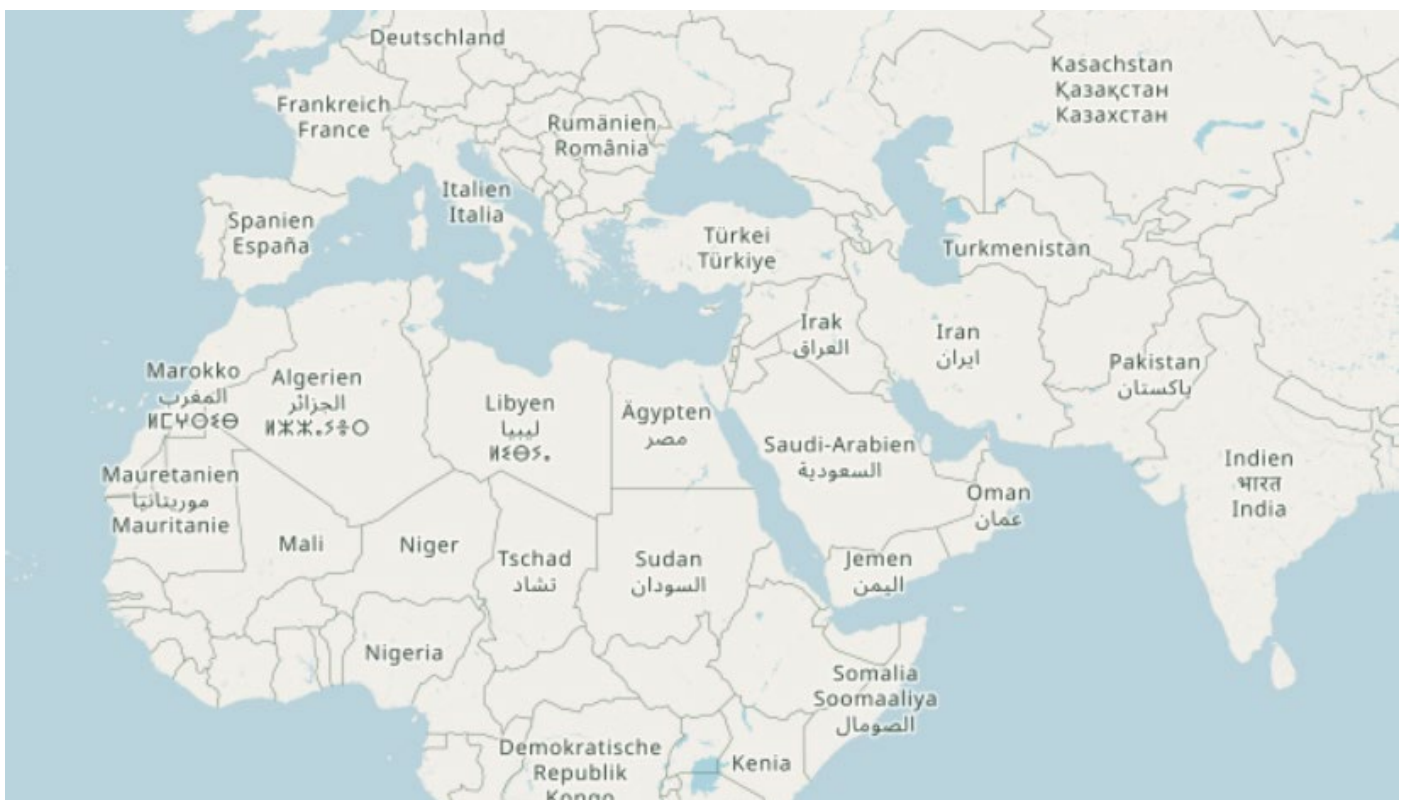 Deutschland
Kasachstan
Қазақстан
Казахстан
Frankreich
France
Rumänien
România
Italien
Italia
Spanien
España
Türkei
Türkiye
Turkmenistan
Irak
العراق
Iran
ایران
Pakistan
پاکستان
Marokko
المغرب
ⵍⵎⵖⵔⵉⴱ
Algerien
الجزائر
ⵍⵣⵣⴰⵢⴻⵔ
Libyen
ليبيا
ⵍⵉⴱⵢⴰ
Ägypten
مصر
Saudi-Arabien
السعودية
Mauretanien
موريتانيا
Mauritanie
Oman
عمان
Indien
भारत
India
Mali
Niger
Tschad
تشاد
Sudan
السودان
Jemen
اليمن
Nigeria
Somalia
Soomaaliya
الصومال
Demokratische
Republik
Kongo
Kenia